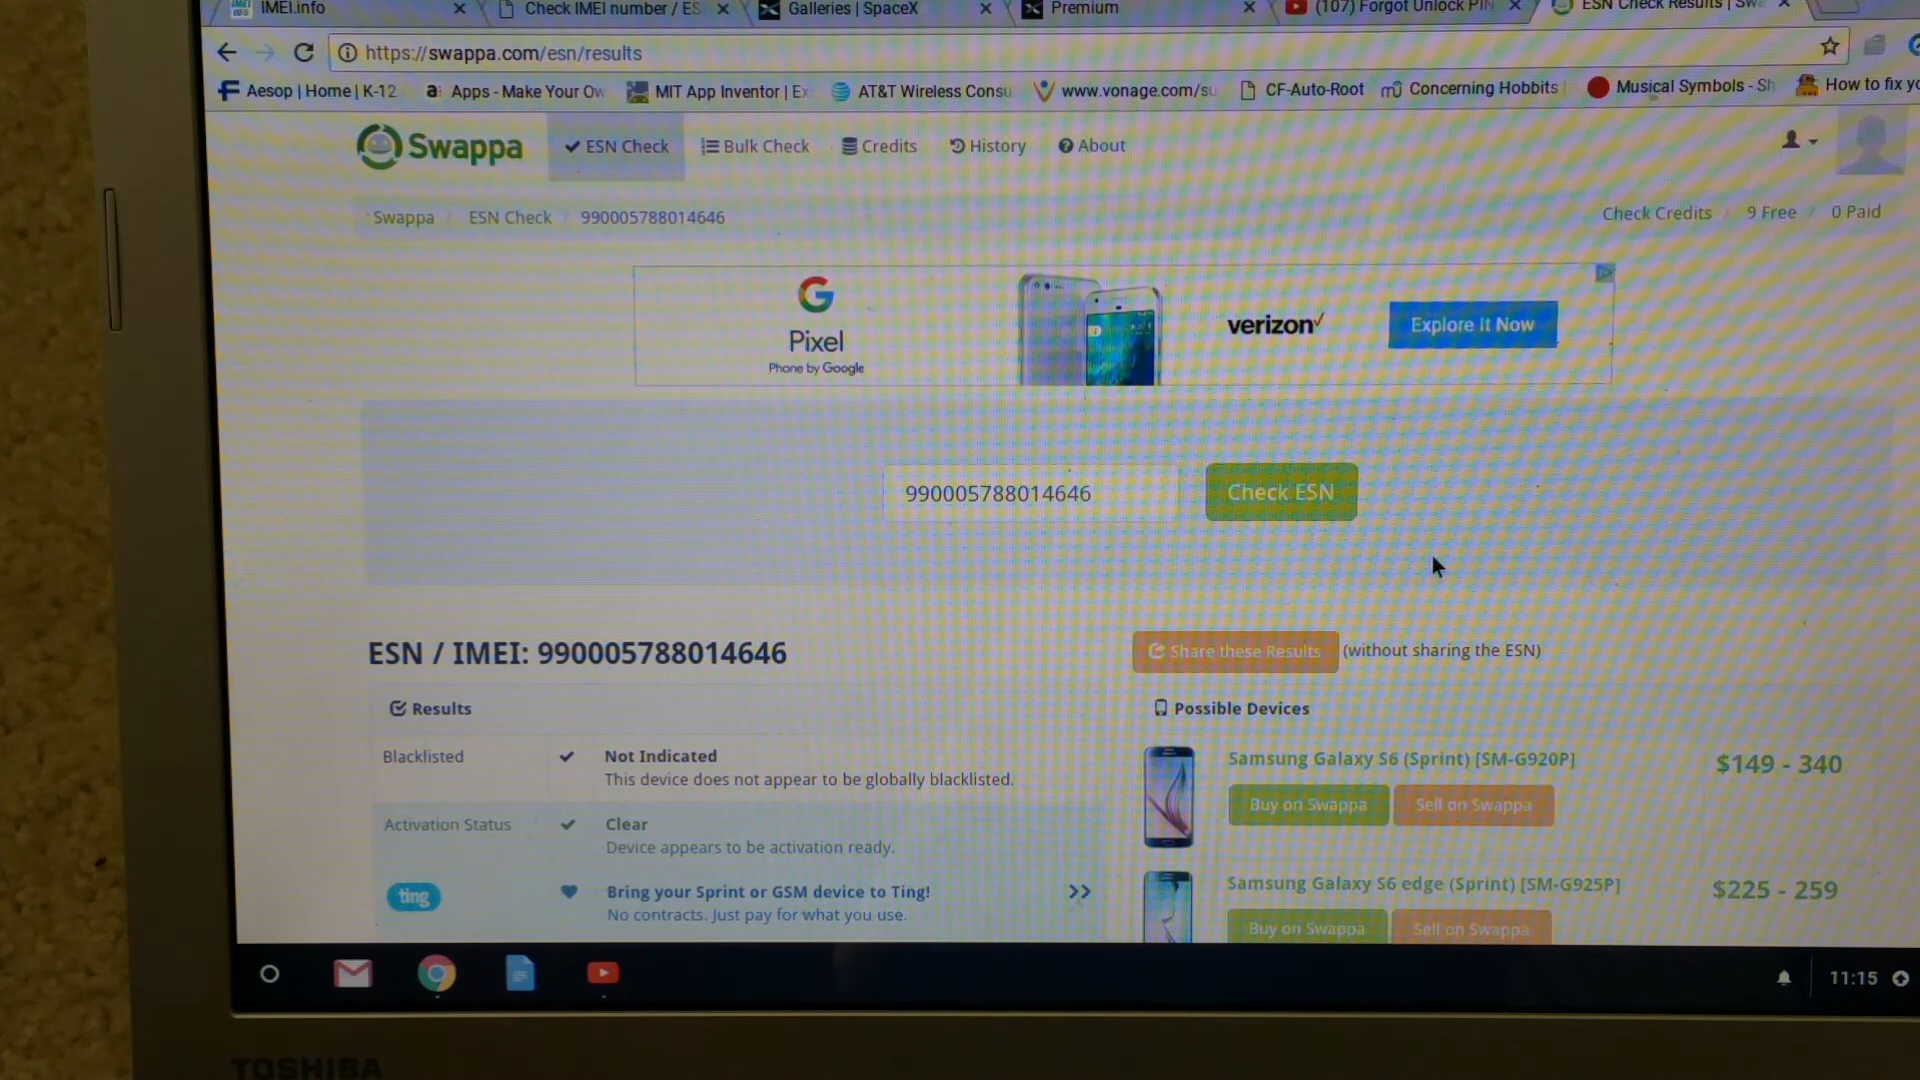 IMEI.info
Check IMEI number / ES
Galleries | SpaceX
Premium
(107) Forgot Unlock PIN
ESN Check Results | Swa
https://swappa.com/esn/results
Aesop | Home | K-12
Apps - Make Your Ow
MIT App Inventor | Ex
AT&T Wireless Consu
www.vonage.com/su
CF-Auto-Root
Concerning Hobbits
Musical Symbols - Sh
How to fix yo
Swappa
ESN Check
Bulk Check
Credits
History
About
Swappa / ESN Check / 990005788014646
Check Credits / 9 Free / 0 Paid
G
Pixel
Phone by Google
verizon
Explore It Now
990005788014646
Check ESN
ESN / IMEI: 990005788014646
Share these Results (without sharing the ESN)
Results
Possible Devices
Blacklisted
Not Indicated
This device does not appear to be globally blacklisted.
Samsung Galaxy S6 (Sprint) [SM-G920P]
$149 - 340
Buy on Swappa
Sell on Swappa
Activation Status
Clear
Device appears to be activation ready.
ting
Bring your Sprint or GSM device to Ting!
No contracts. Just pay for what you use.
>>
Samsung Galaxy S6 edge (Sprint) [SM-G925P]
$225 - 259
Buy on Swappa
Sell on Swappa
11:15
TOSHIBA